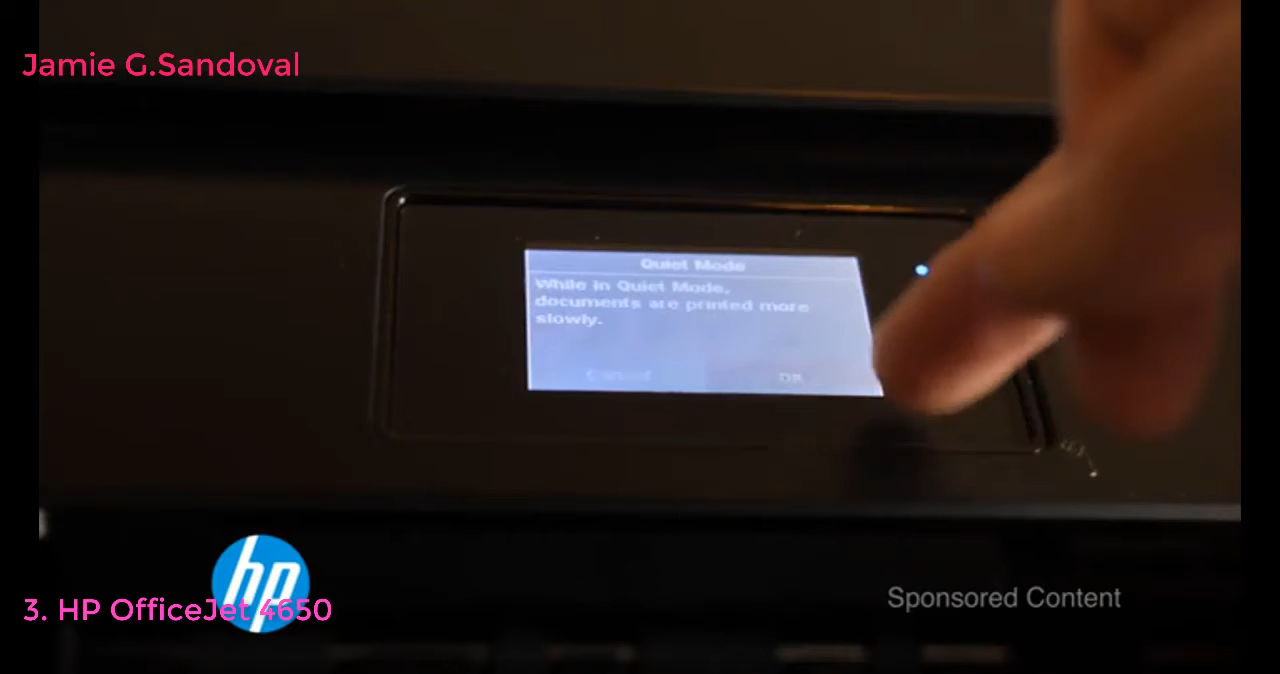 Jamie G.Sandoval
Quiet Mode
While in Quiet Mode,
documents are printed more
slowly.
Cancel
OK
hp
3. HP OfficeJet 4650
Sponsored Content